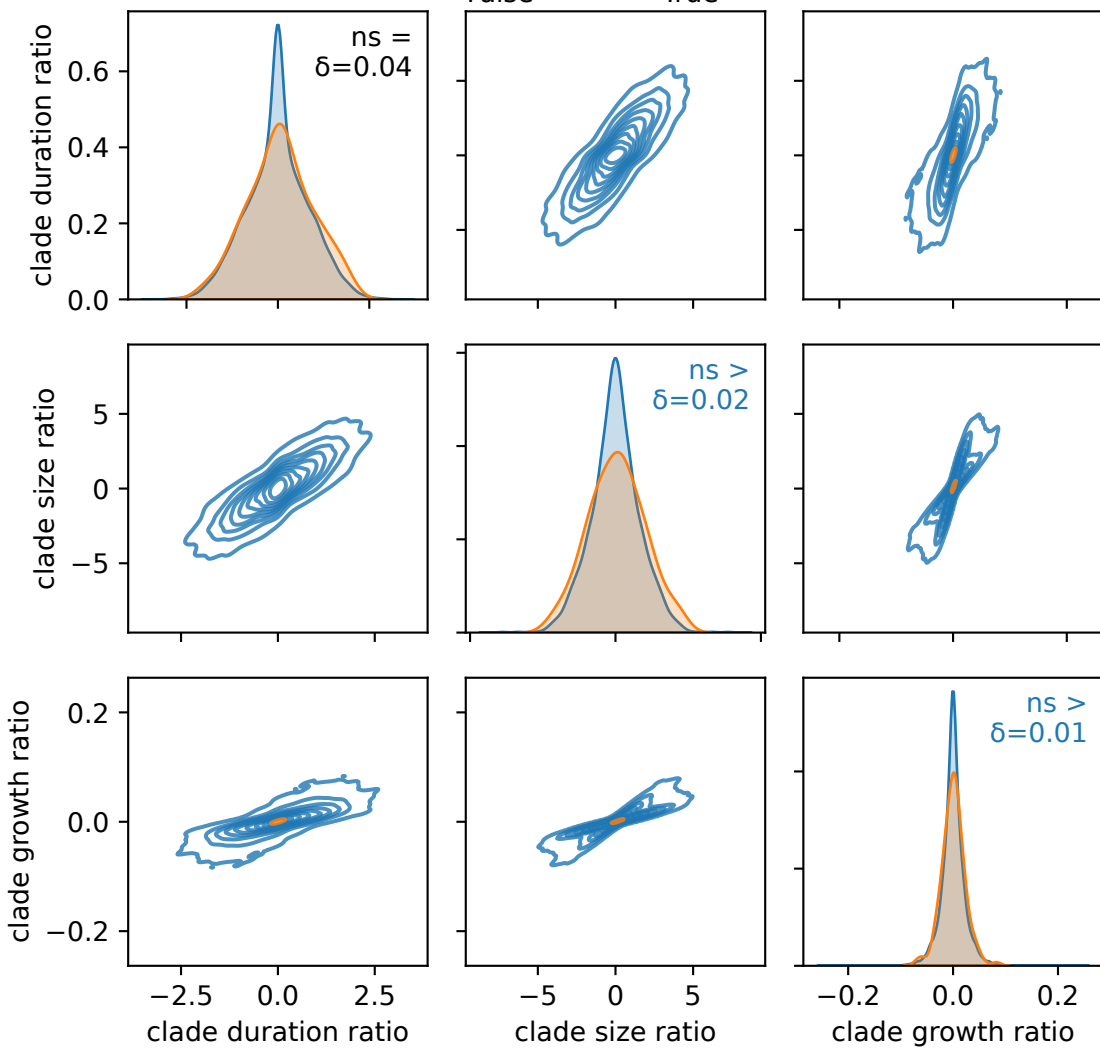 clade duration ratio
0.6
0.4
0.2
0.0
ns =
δ=0.04
clade size ratio
5
0
−5
ns >
δ=0.02
clade growth ratio
0.2
0.0
−0.2
ns >
δ=0.01
−2.5 0.0 2.5
−5 0 5
−0.2 0.0 0.2
clade duration ratio
clade size ratio
clade growth ratio